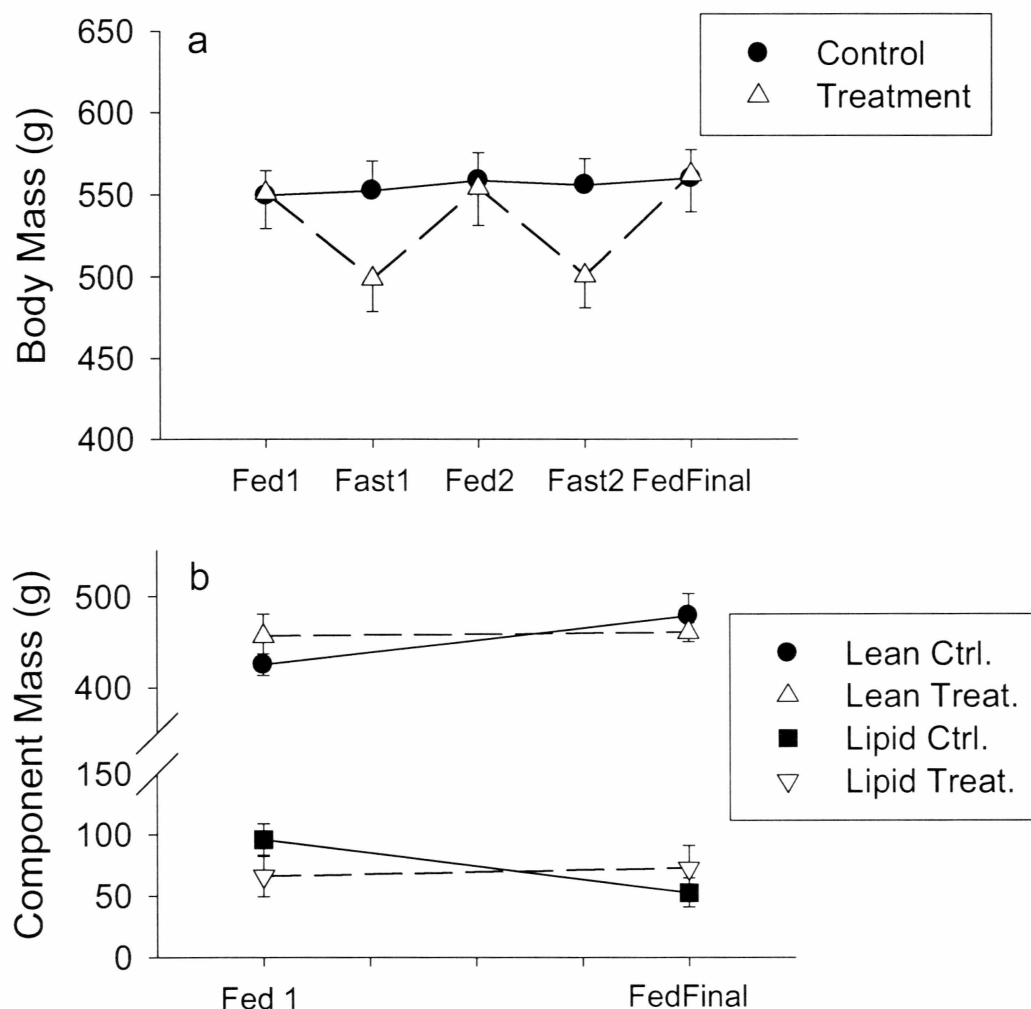 a
Control
Treatment
Body Mass (g)
650
600
550
500
450
400
Fed1 Fast1 Fed2 Fast2 FedFinal
b
Lean Ctrl.
Lean Treat.
Lipid Ctrl.
Lipid Treat.
Component Mass (g)
500
400
150
100
50
0
Fed 1 FedFinal